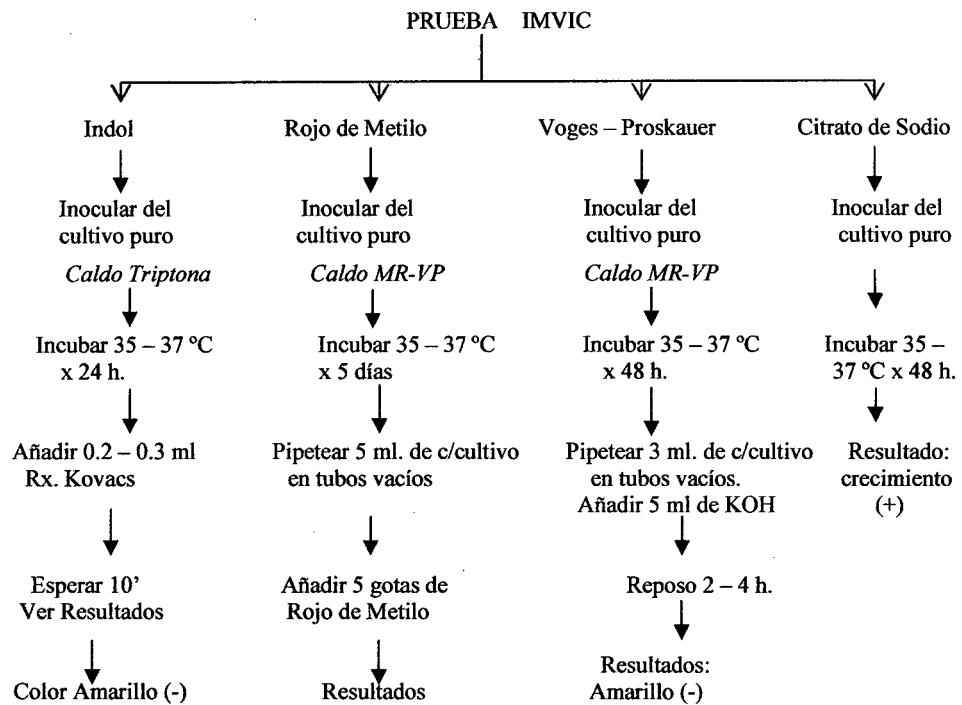 PRUEBA IMVIC
Indol
Inocular del
cultivo puro
Caldo Triptona
Incubar 35 – 37 ºC
x 24 h.
Añadir 0.2 – 0.3 ml
Rx. Kovacs
Esperar 10’
Ver Resultados
Color Amarillo (-)
Rojo de Metilo
Inocular del
cultivo puro
Caldo MR-VP
Incubar 35 – 37 ºC
x 5 días
Pipetear 5 ml. de c/cultivo
en tubos vacíos
Añadir 5 gotas de
Rojo de Metilo
Resultados
Voges – Proskauer
Inocular del
cultivo puro
Caldo MR-VP
Incubar 35 – 37 ºC
x 48 h.
Pipetear 3 ml. de c/cultivo
en tubos vacíos.
Añadir 5 ml de KOH
Reposo 2 – 4 h.
Resultados:
Amarillo (-)
Citrato de Sodio
Inocular del
cultivo puro
Incubar 35 –
37 ºC x 48 h.
Resultado:
crecimiento
(+)